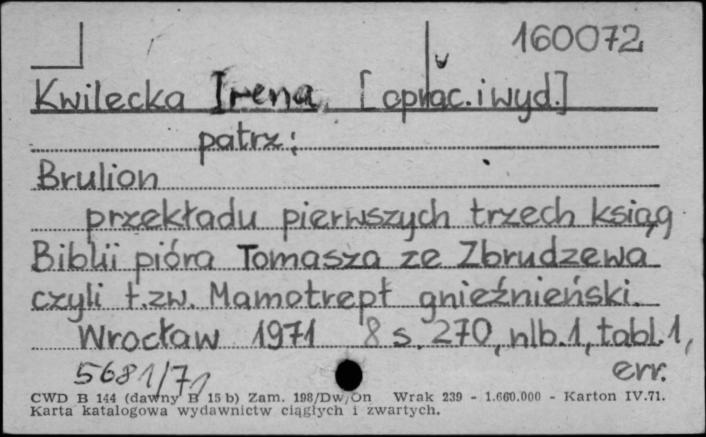 160072
Kwilecka Irena, [oprac. i wyd.]
patrz:
Brulion
przekładu pierwszych trzech ksiąg
Biblii pióra Tomasza ze Zbrudzewa
czyli t.zw. Mamotrept gnieźnieński.
Wrocław 1971 8 s. 270, nlb. 1, tabl. 1,
5681/71 err.
CWD B 144 (dawny B 15 b) Zam. 198/Dw/On Wrak 239 - 1.660.000 - Karton IV.71.
Karta katalogowa wydawnictw ciągłych i zwartych.